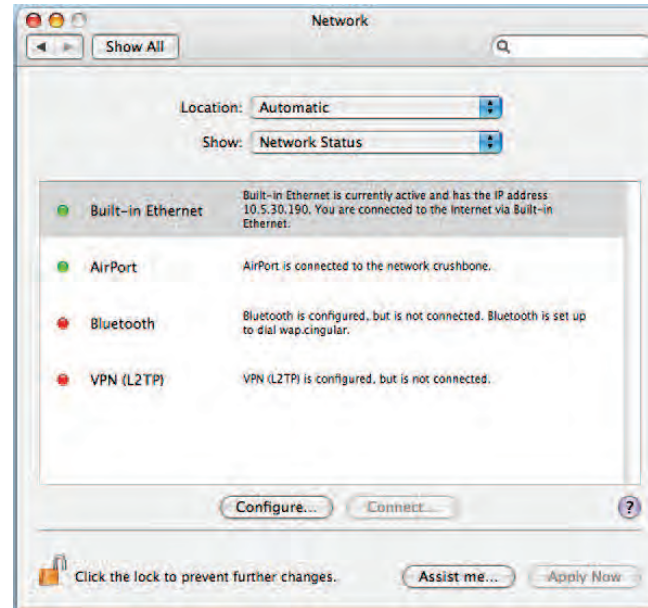 Network
Show All
Location: Automatic
Show: Network Status
Built-in Ethernet
Built-in Ethernet is currently active and has the IP address
10.5.30.190. You are connected to the Internet via Built-in
Ethernet.
AirPort
AirPort is connected to the network crushbone.
Bluetooth
Bluetooth is configured, but is not connected. Bluetooth is set up
to dial wap.cingular.
VPN (L2TP)
VPN (L2TP) is configured, but is not connected.
Configure... Connect... ?
Click the lock to prevent further changes. Assist me... Apply Now